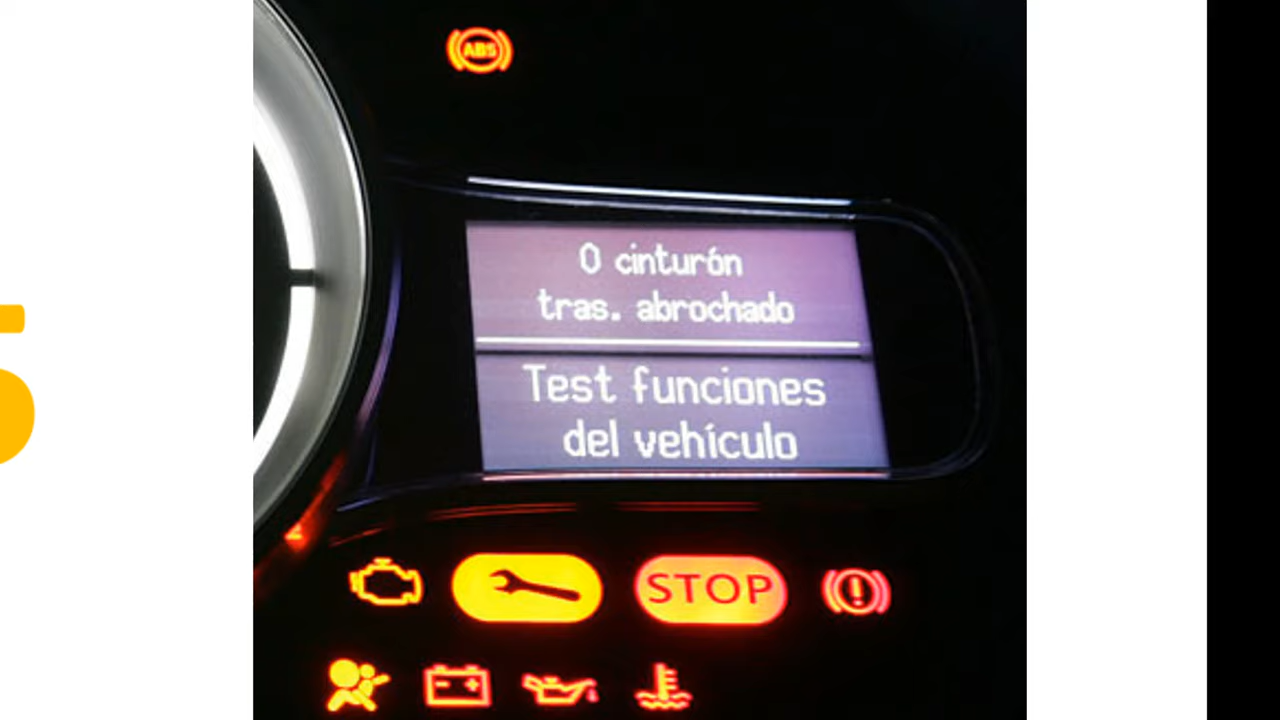 ABS
0 cinturón
tras. abrochado
Test funciones
del vehículo
STOP